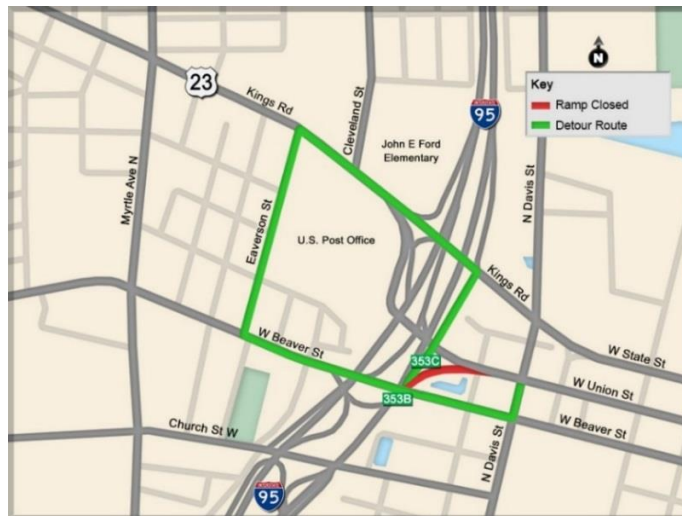 23
Kings Rd
Cleveland St
John E Ford
Elementary
INTERSTATE
95
N
Key
Ramp Closed
Detour Route
Myrtle Ave N
Eaverson St
U.S. Post Office
N Davis St
Kings Rd
W Beaver St
353C
353B
W State St
W Union St
W Beaver St
Church St W
N Davis St
95